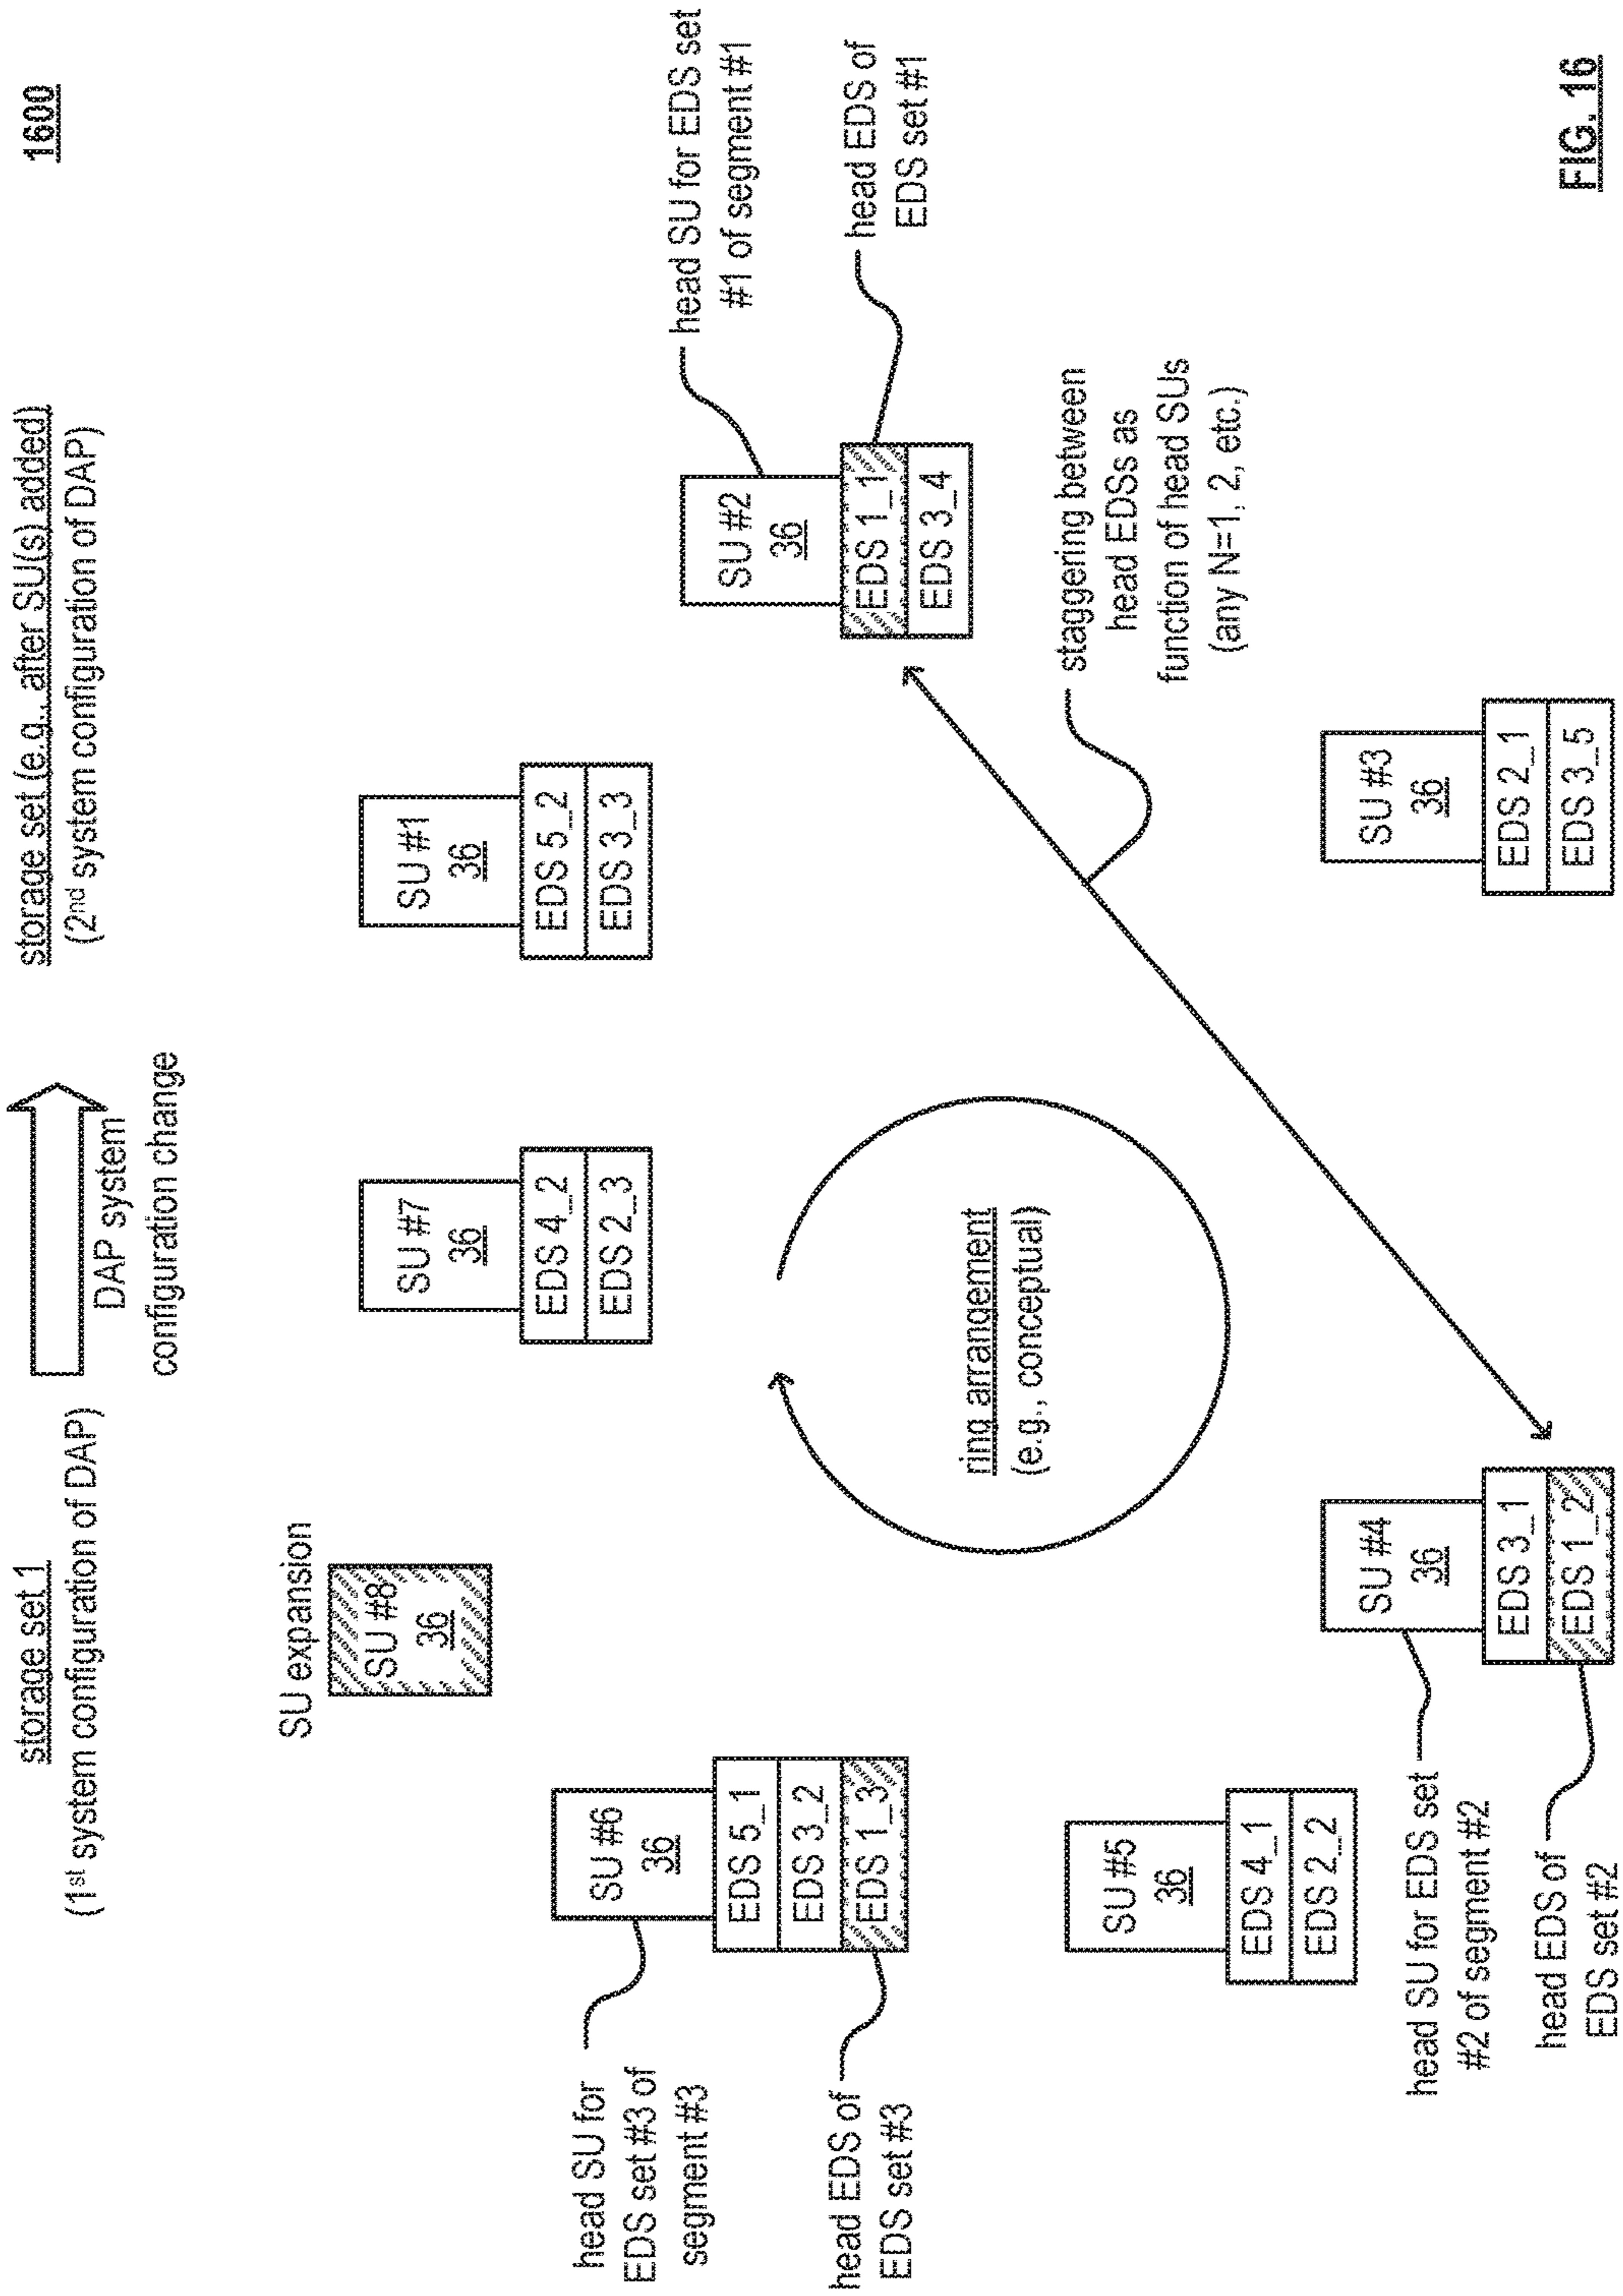 1600
storage set 1
(1st system configuration of DAP)
DAP system
configuration change
storage set (e.g., after SU(s) added)
(2nd system configuration of DAP)
SU expansion
SU #8
36
SU #7
36
EDS 4_2
EDS 2_3
SU #1
36
EDS 5_2
EDS 3_3
head SU for
EDS set #3 of
segment #3
SU #6
36
EDS 5_1
EDS 3_2
EDS 1_3
head EDS of
EDS set #3
head SU for EDS set
#1 of segment #1
SU #2
36
EDS 1_1
EDS 3_4
head EDS of
EDS set #1
ring arrangement
(e.g., conceptual)
staggering between
head EDSs as
function of head SUs
(any N=1, 2, etc.)
SU #5
36
EDS 4_1
EDS 2_2
head SU for EDS set
#2 of segment #2
SU #4
36
EDS 3_1
EDS 1_2
head EDS of
EDS set #2
SU #3
36
EDS 2_1
EDS 3_5
FIG. 16